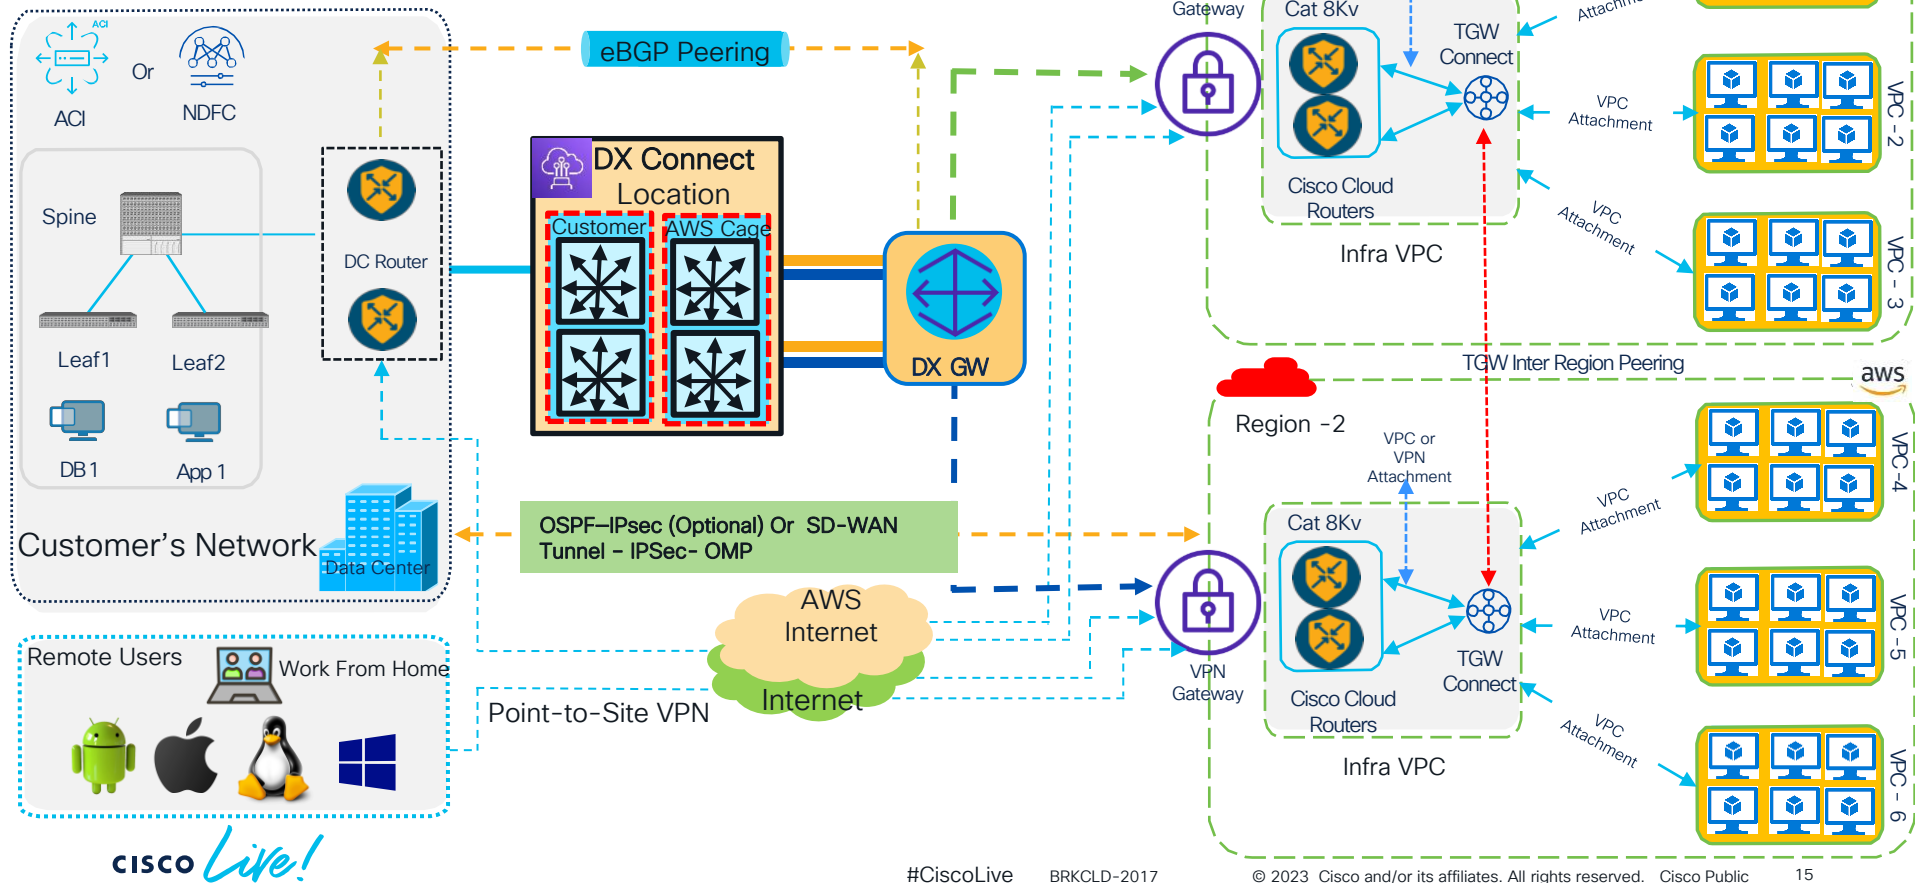 ACI
ACI
Or
NDFC
eBGP Peering
Gateway
Cat 8Kv
TGW
Connect
VPC
Attachment
VPC -2
Spine
DC Router
Leaf1
Leaf2
DB1
App 1
Customer's Network
Data Center
DX Connect
Location
Customer
AWS Cage
DX GW
Cisco Cloud
Routers
Infra VPC
VPC
Attachment
VPC - 3
TGW Inter Region Peering
aws
Region -2
VPC or
VPN
Attachment
VPC
Attachment
VPC -4
OSPF–IPsec (Optional) Or SD-WAN
Tunnel - IPSec- OMP
Cat 8Kv
AWS
Internet
Internet
VPN
Gateway
TGW
Connect
VPC
Attachment
VPC - 5
Cisco Cloud
Routers
Infra VPC
VPC
Attachment
VPC - 6
Remote Users
Work From Home
Point-to-Site VPN
CISCO Live!
#CiscoLive
BRKCLD-2017
© 2023 Cisco and/or its affiliates. All rights reserved. Cisco Public
15